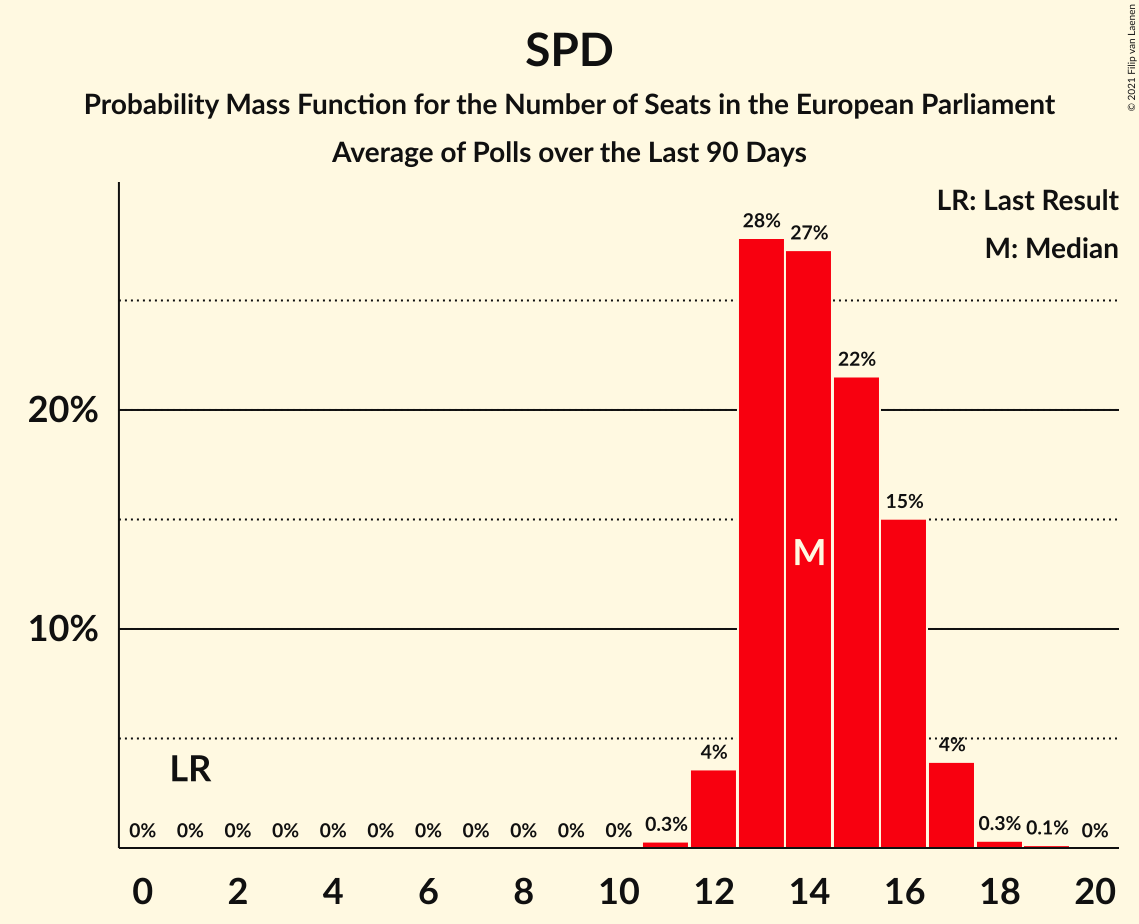 SPD
Probability Mass Function for the Number of Seats in the European Parliament
Average of Polls over the Last 90 Days
© 2021 Filip van Laenen
LR: Last Result
M: Median
28%
27%
22%
20%
15%
M
10%
4%
4%
LR
0% 0% 0% 0% 0% 0% 0% 0% 0% 0% 0% 0.3% 0.3% 0.1% 0%
0 2 4 6 8 10 12 14 16 18 20